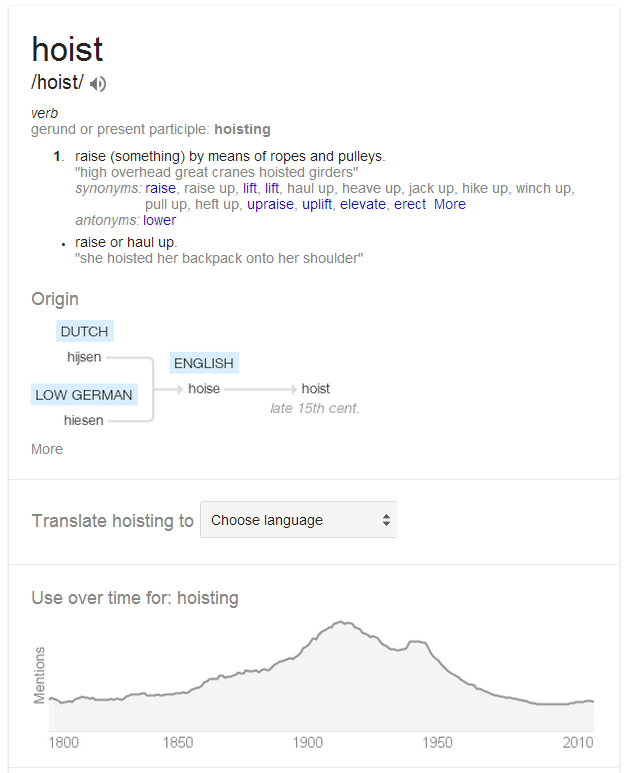 hoist
/hoist/
verb
gerund or present participle: hoisting
1. raise (something) by means of ropes and pulleys.
"high overhead great cranes hoisted girders"
synonyms: raise, raise up, lift, lift, haul up, heave up, jack up, hike up, winch up,
pull up, heft up, upraise, uplift, elevate, erect More
antonyms: lower
• raise or haul up.
"she hoisted her backpack onto her shoulder"
Origin
DUTCH
hijsen
LOW GERMAN
hiesen
ENGLISH
hoise
hoist
late 15th cent.
More
Translate hoisting to Choose language
Use over time for: hoisting
Mentions
1800 1850 1900 1950 2010